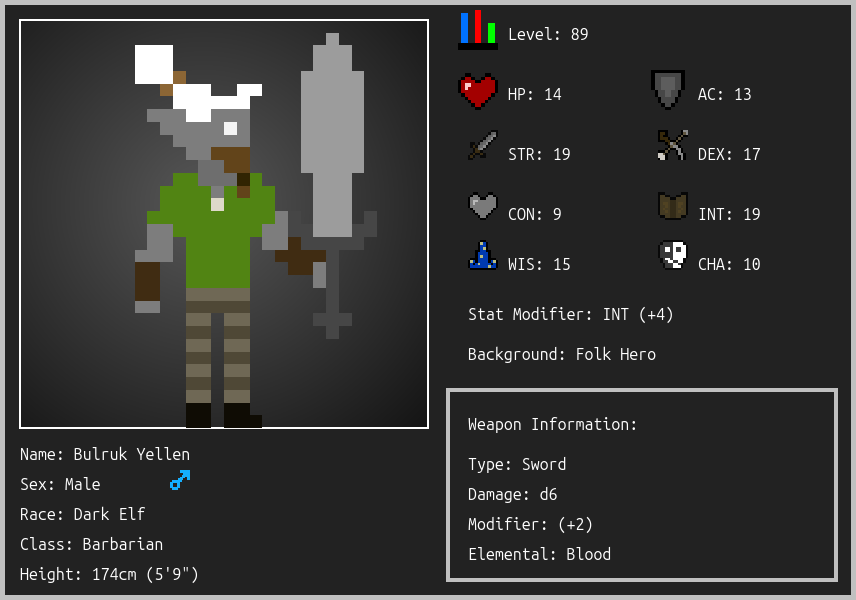 Level: 89
HP: 14
AC: 13
STR: 19
DEX: 17
CON: 9
INT: 19
WIS: 15
CHA: 10
Stat Modifier: INT (+4)
Background: Folk Hero
Weapon Information:
Type: Sword
Damage: d6
Modifier: (+2)
Elemental: Blood
Name: Bulruk Yellen
Sex: Male
Race: Dark Elf
Class: Barbarian
Height: 174cm (5'9")